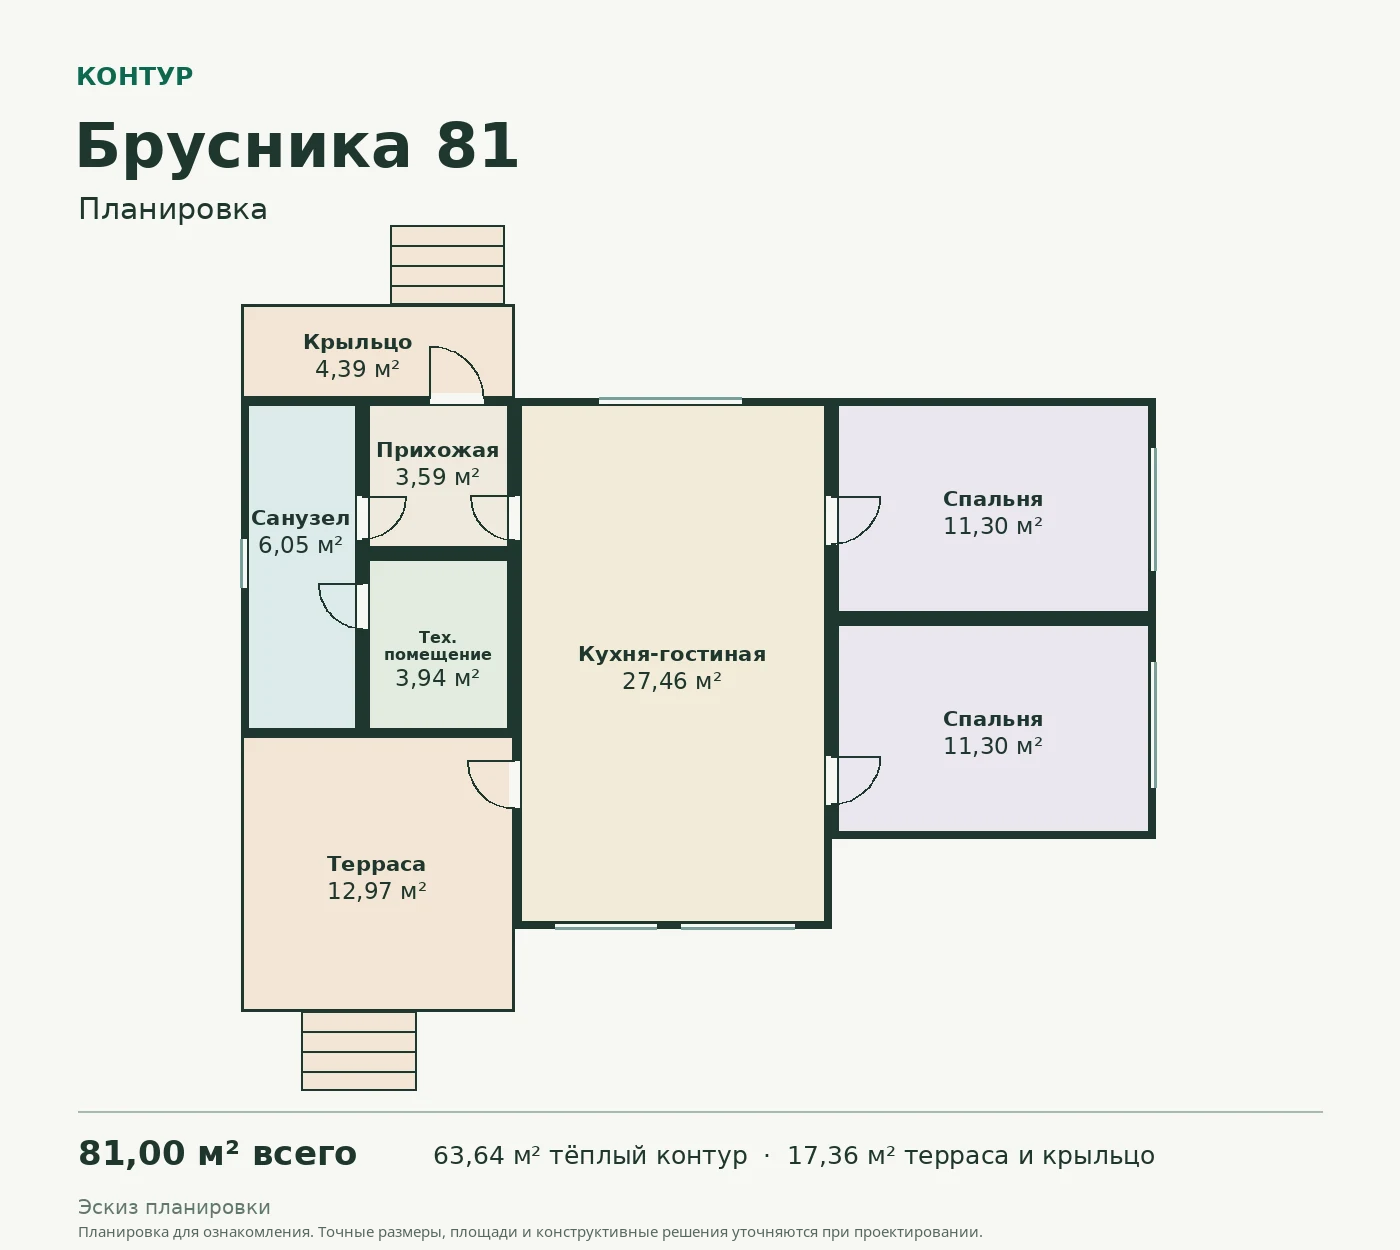 КОНТУР
Брусника 81
Планировка
Крыльцо
4,39 м²
Прихожая
3,59 м²
Санузел
6,05 м²
Тех.
помещение
3,94 м²
Кухня-гостиная
27,46 м²
Спальня
11,30 м²
Спальня
11,30 м²
Терраса
12,97 м²
81,00 м² всего
63,64 м² тёплый контур · 17,36 м² терраса и крыльцо
Эскиз планировки
Планировка для ознакомления. Точные размеры, площади и конструктивные решения уточняются при проектировании.